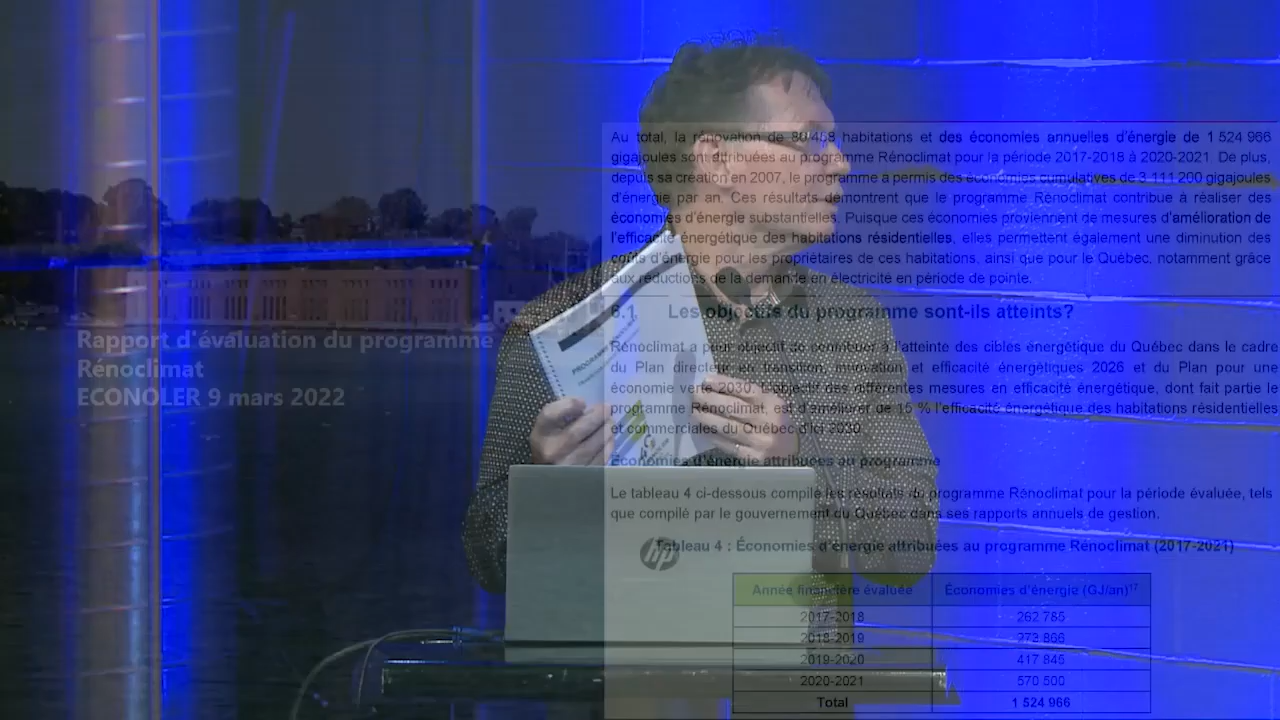 Rapport d'évaluation du programme
Rénoclimat
ECONOLER 9 mars 2022
Au total, la rénovation de 80 458 habitations et des économies annuelles d'énergie de 1 524 966
gigajoules sont attribuées au programme Rénoclimat pour la période 2017-2018 à 2020-2021. De plus,
depuis sa création en 2007, le programme a permis des économies cumulatives de 3 111 200 gigajoules
d'énergie par an. Ces résultats démontrent que le programme Rénoclimat contribue à réaliser des
économies d'énergie substantielles. Puisque ces économies proviennent de mesures d'amélioration de
l'efficacité énergétique des habitations résidentielles, elles permettent également une diminution des
coûts d'énergie pour les propriétaires de ces habitations, ainsi que pour le Québec, notamment grâce
aux réductions de la demande en électricité en période de pointe.
6.1 Les objectifs du programme sont-ils atteints?
Rénoclimat a pour objectif de contribuer à l'atteinte des cibles énergétique du Québec dans le cadre
du Plan directeur en transition, innovation et efficacité énergétiques 2026 et du Plan pour une
économie verte 2030. L'objectif des différentes mesures en efficacité énergétique, dont fait partie le
programme Rénoclimat, est d'améliorer de 15 % l'efficacité énergétique des habitations résidentielles
et commerciales du Québec d'ici 2030.
Économies d'énergie attribuées au programme
Le tableau 4 ci-dessous compile les résultats du programme Rénoclimat pour la période évaluée, tels
que compilé par le gouvernement du Québec dans ses rapports annuels de gestion.
Tableau 4 : Économies d'énergie attribuées au programme Rénoclimat (2017-2021)
Année financière évaluée Économies d'énergie (GJ/an)17
2017-2018 262 785
2018-2019 273 866
2019-2020 417 845
2020-2021 570 500
Total 1 524 966
hp